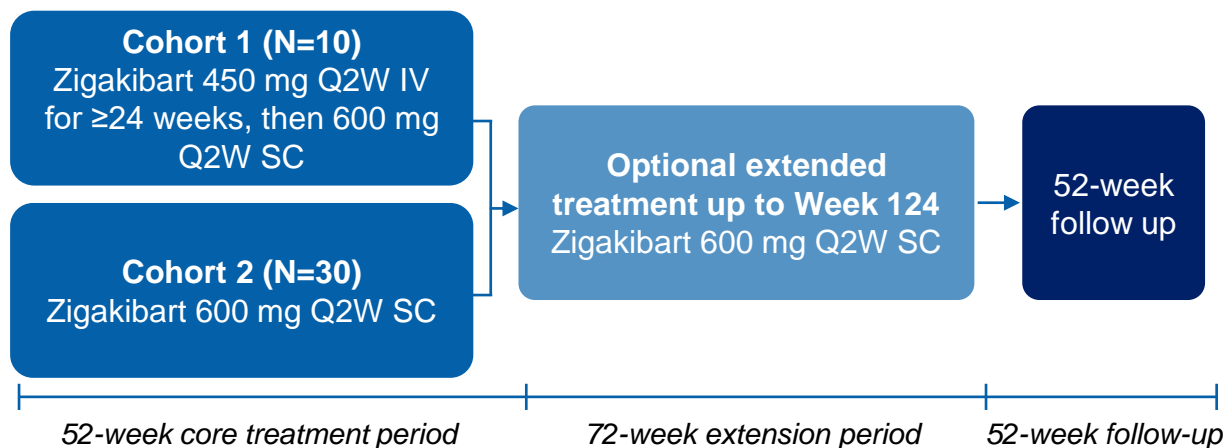 Cohort 1 (N=10)
Zigakibart 450 mg Q2W IV
for ≥24 weeks, then 600 mg
Q2W SC
Cohort 2 (N=30)
Zigakibart 600 mg Q2W SC
Optional extended
treatment up to Week 124
Zigakibart 600 mg Q2W SC
52-week
follow up
52-week core treatment period
72-week extension period
52-week follow-up